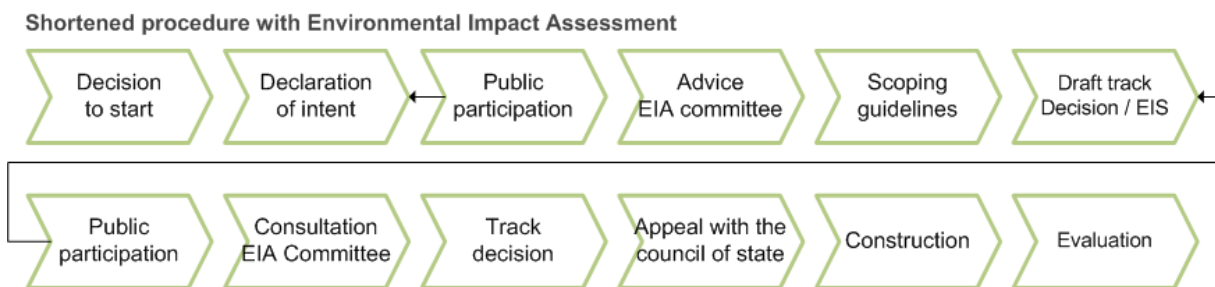 Shortened procedure with Environmental Impact Assessment
Decision
to start
Declaration
of intent
Public
participation
Advice
EIA committee
Scoping
guidelines
Draft track
Decision / EIS
Public
participation
Consultation
EIA Committee
Track
decision
Appeal with the
council of state
Construction
Evaluation